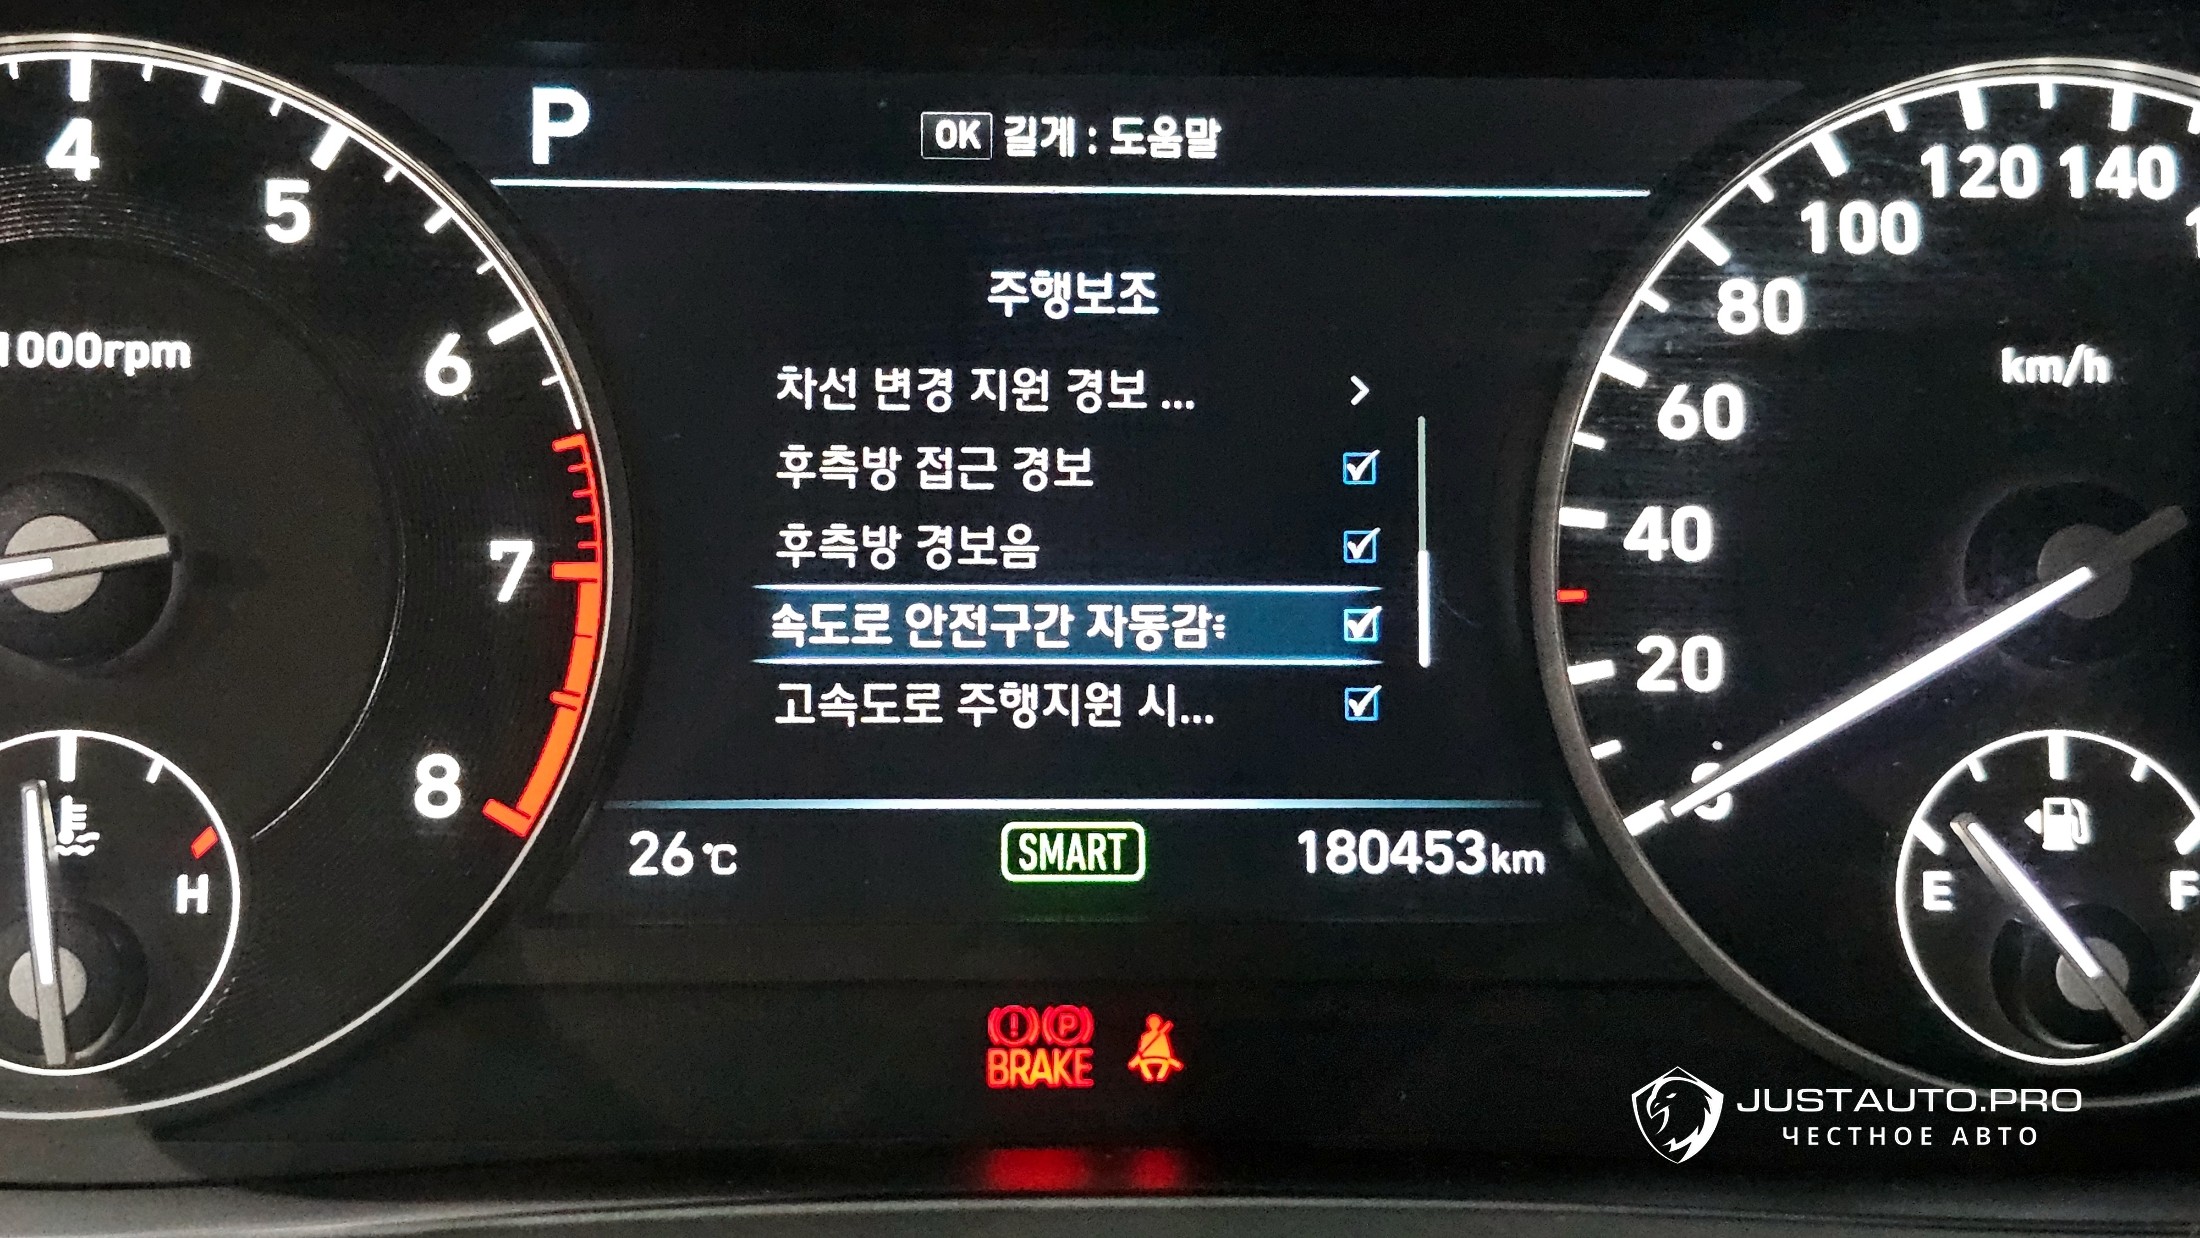 P
OK 길게 : 도움말
주행보조
차선 변경 지원 경보 ...
후측방 접근 경보
후측방 경보음
속도로 안전구간 자동감
고속도로 주행지원 시...
26 ℃
SMART
180453km
4
5
6
7
8
1000rpm
H
120
140
100
80
60
40
20
km/h
E
F
BRAKE
P
JUSTAUTO.PRO
ЧЕСТНОЕ АВТО